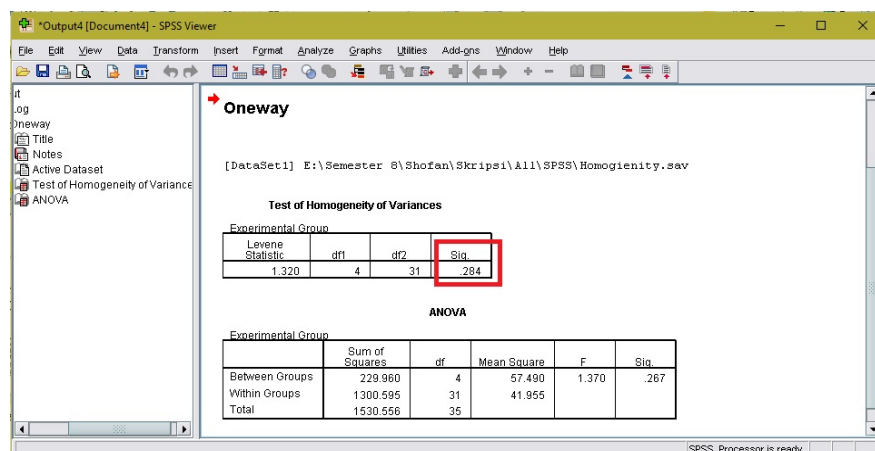 *Output4 [Document4] - SPSS Viewer
File Edit View Data Transform Insert Format Analyze Graphs Utilities Add-ons Window Help
ut
Log
Oneway
Title
Notes
Active Dataset
Test of Homogeneity of Variance
ANOVA
Oneway
[DataSet1] E:\Semester 8\Shofan\Skripsi\All\SPSS\Homogienity.sav
Test of Homogeneity of Variances
Experimental Group
Levene Statistic df1 df2 Sig.
1.320 4 31 .284
ANOVA
Experimental Group
Sum of Squares df Mean Square F Sig.
Between Groups 229.960 4 57.490 1.370 .267
Within Groups 1300.595 31 41.955
Total 1530.556 35
SPSS Processor is ready